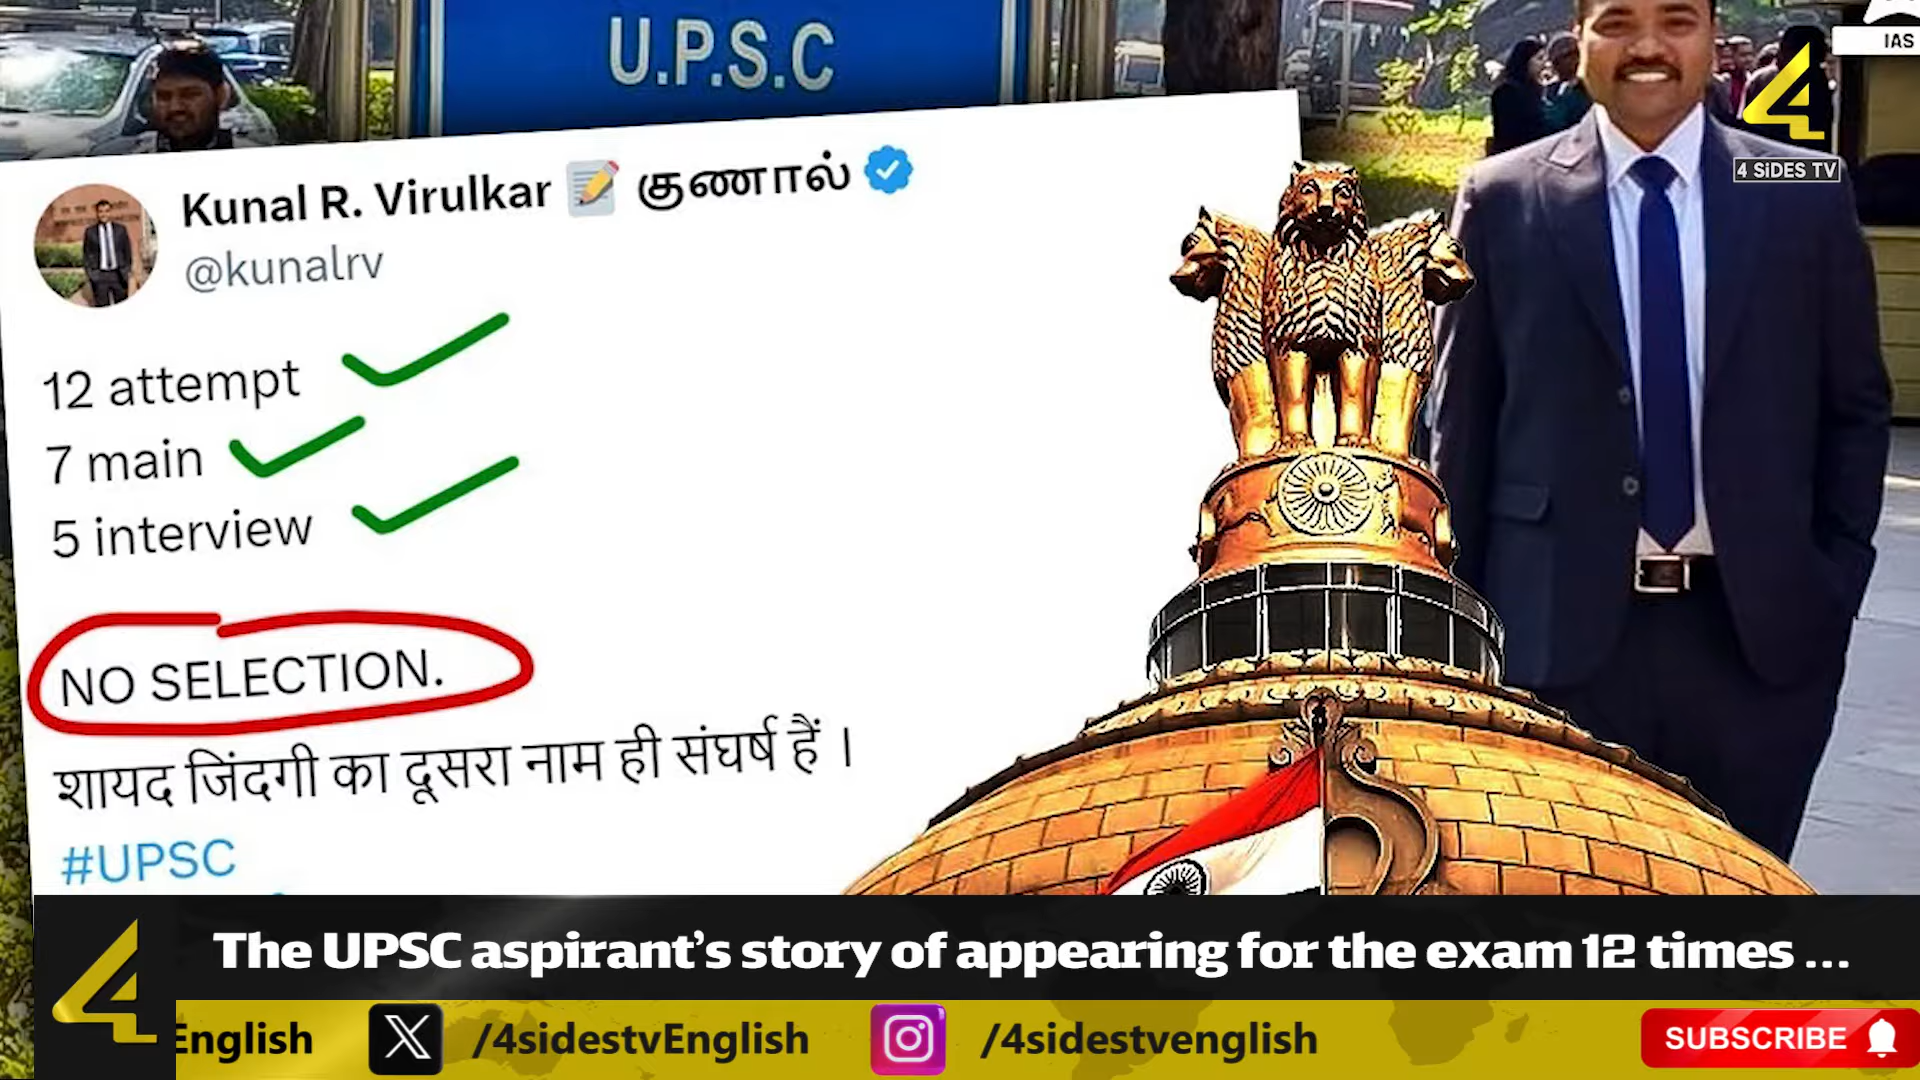 U.P.S.C
IAS
4 SiDES TV
Kunal R. Virulkar 📝 குணால்
@kunalrv
12 attempt
7 main
5 interview
NO SELECTION.
शायद जिंदगी का दूसरा नाम ही संघर्ष हैं ।
#UPSC
The UPSC aspirant’s story of appearing for the exam 12 times ...
English /4sidestvEnglish /4sidestvenglish SUBSCRIBE